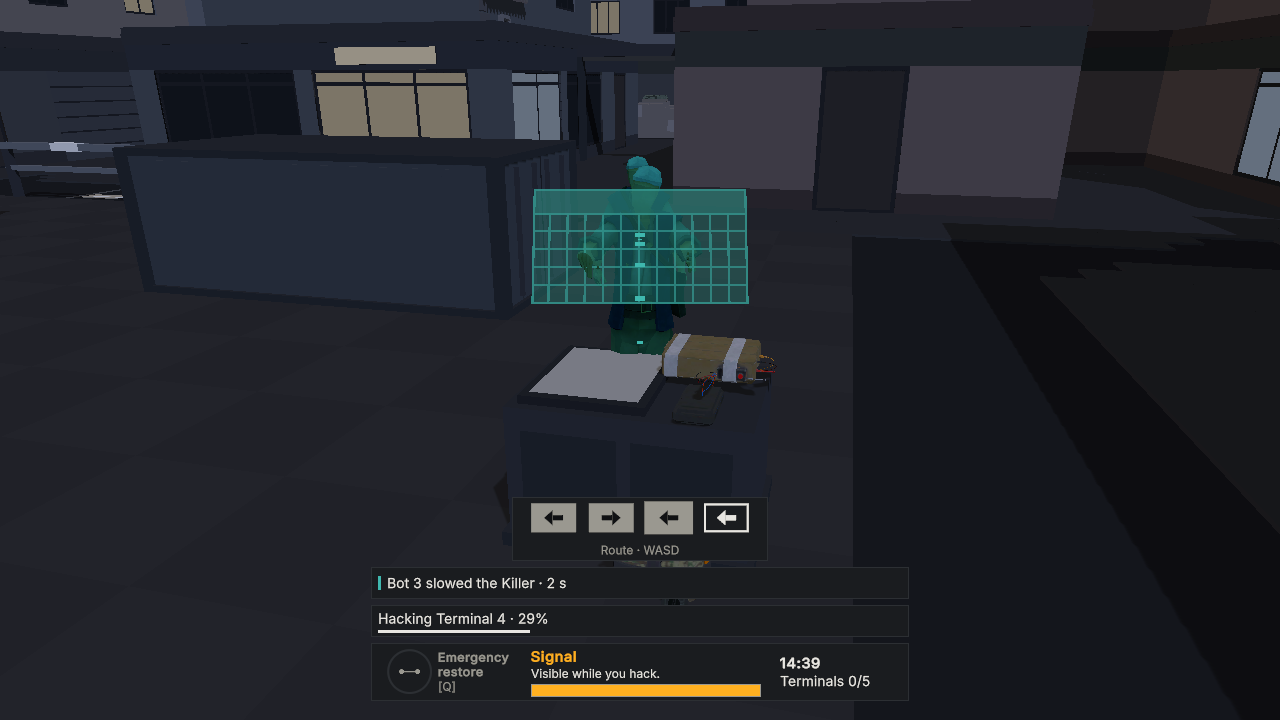 Route · WASD
Bot 3 slowed the Killer · 2 s
Hacking Terminal 4 · 29%
Emergency
restore
[Q]
Signal
Visible while you hack.
14:39
Terminals 0/5